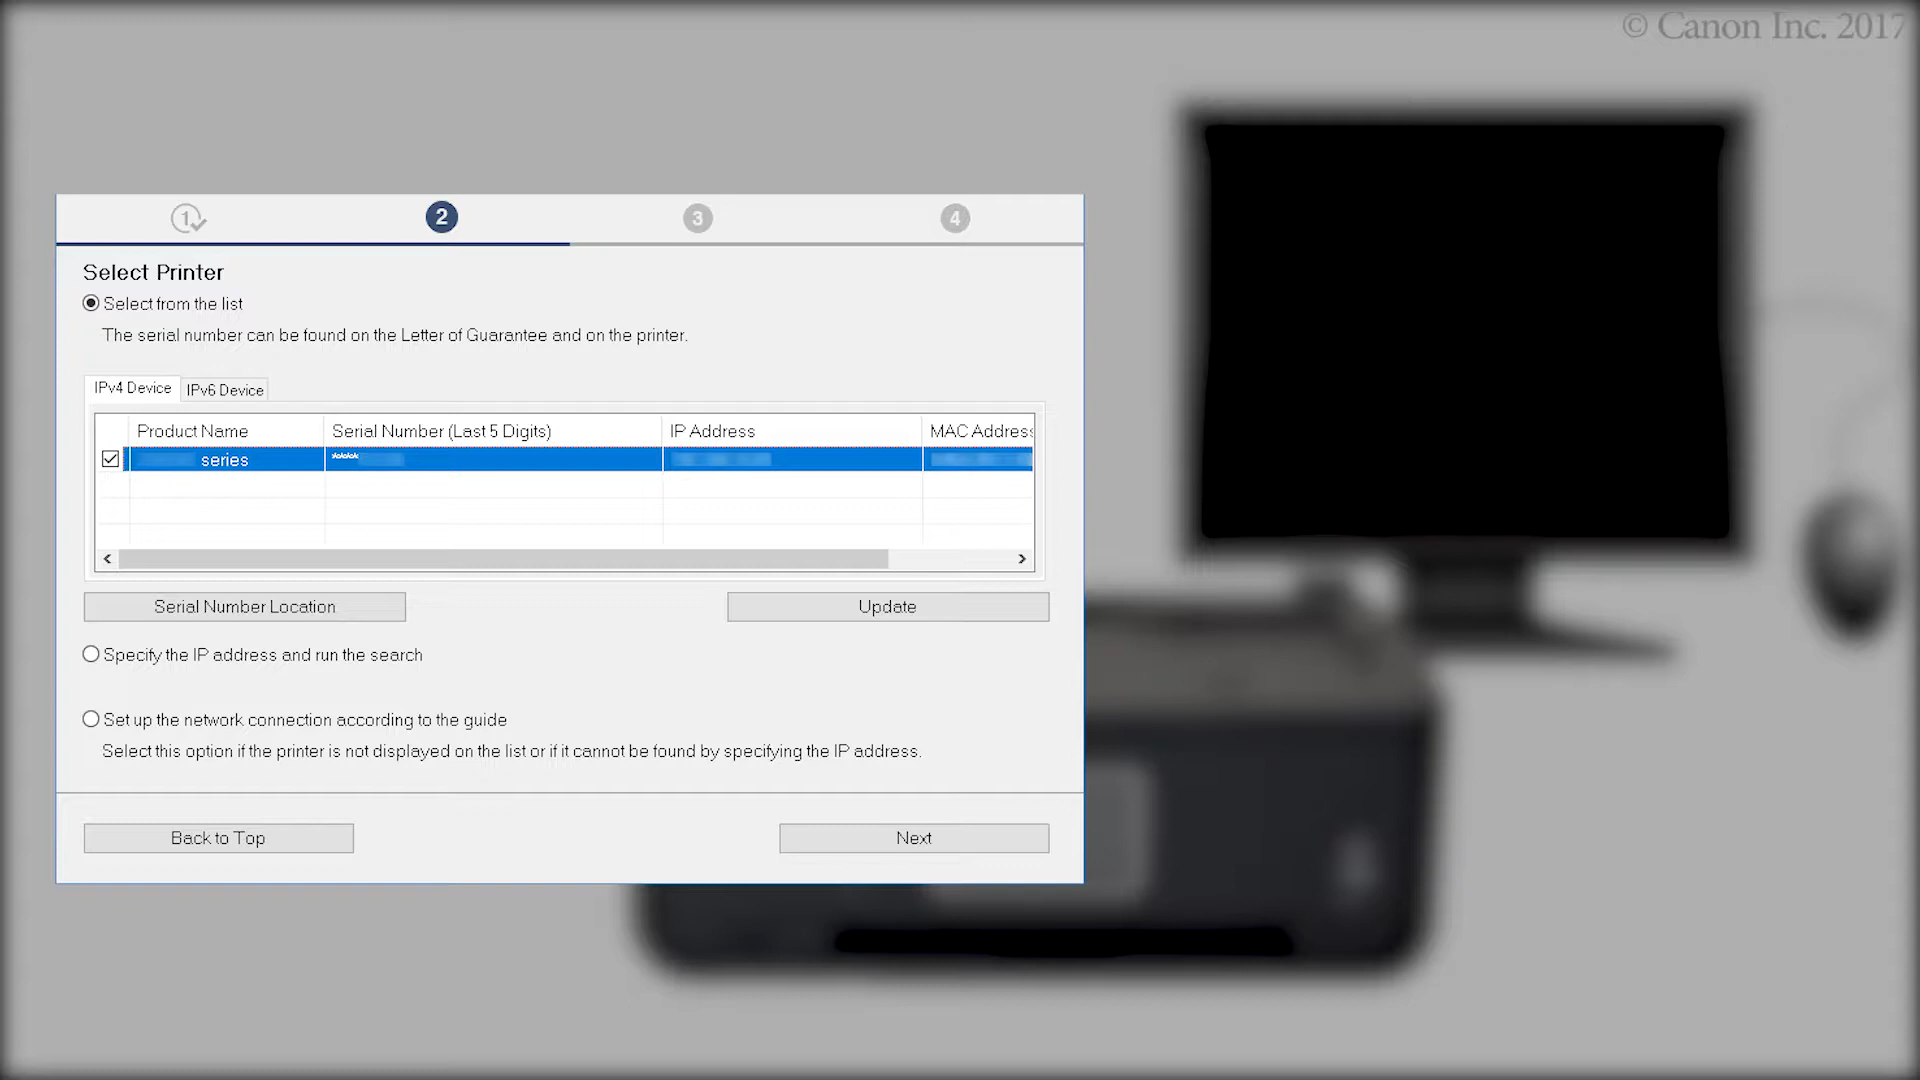 © Canon Inc. 2017
1 2 3 4
Select Printer
Select from the list
The serial number can be found on the Letter of Guarantee and on the printer.
IPv4 Device IPv6 Device
Product Name Serial Number (Last 5 Digits) IP Address MAC Address
series ****
Serial Number Location Update
Specify the IP address and run the search
Set up the network connection according to the guide
Select this option if the printer is not displayed on the list or if it cannot be found by specifying the IP address.
Back to Top Next